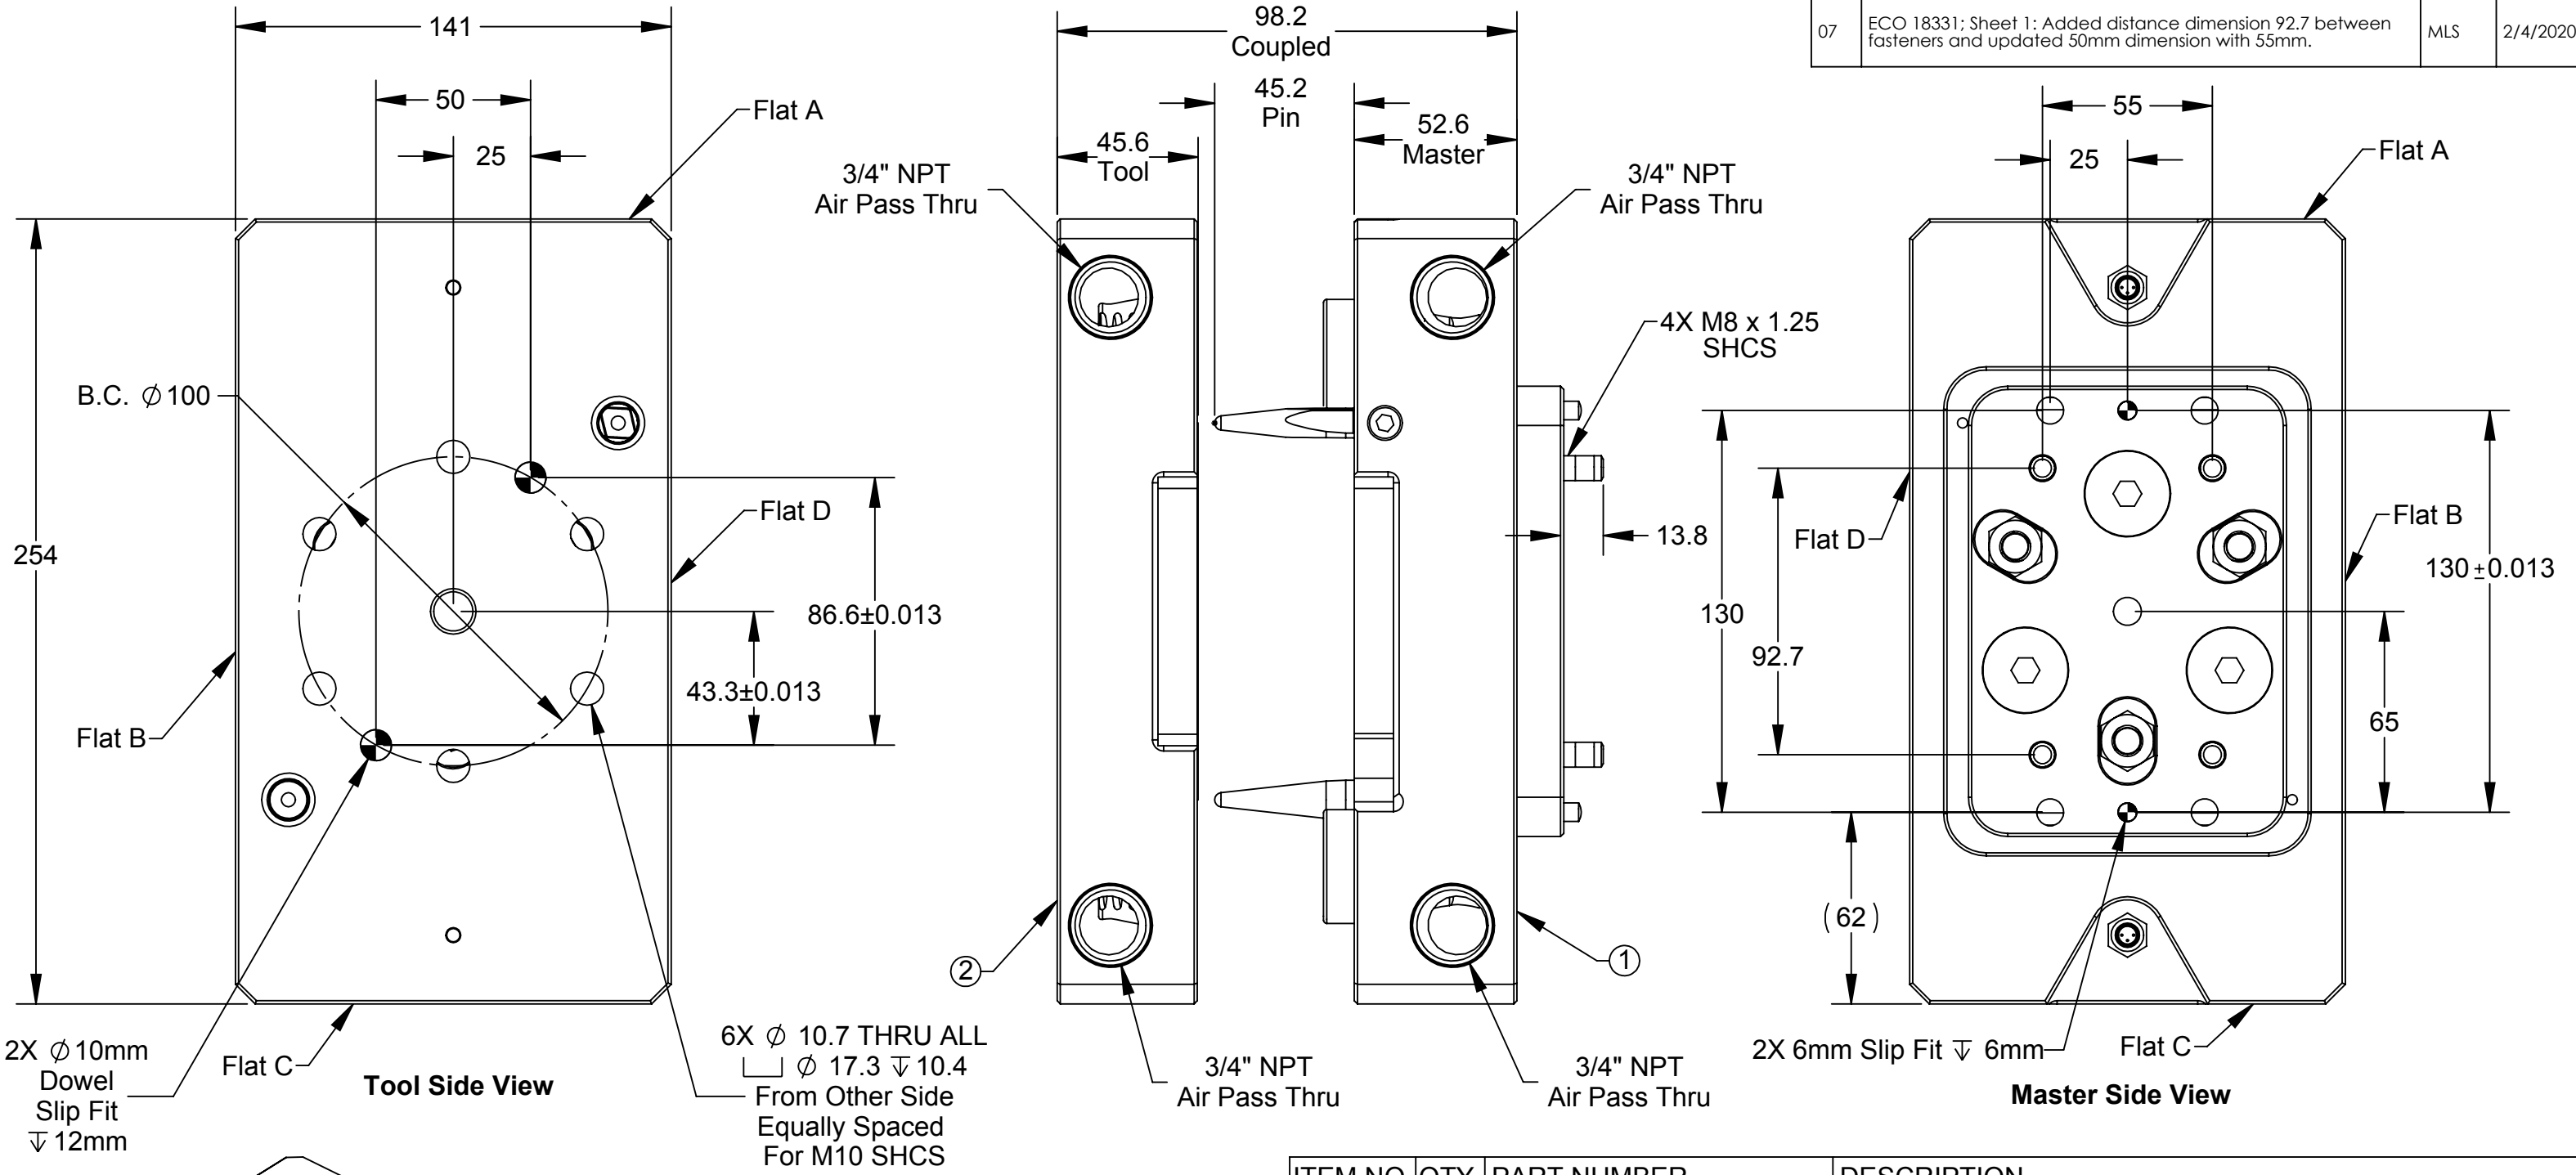 07
ECO 18331; Sheet 1: Added distance dimension 92.7 between
fasteners and updated 50mm dimension with 55mm.
MLS
2/4/2020
141
50
25
Flat A
254
B.C. ⌀100
Flat D
86.6±0.013
43.3±0.013
Flat B
2X ⌀10mm
Dowel
Slip Fit
↧12mm
Flat C
Tool Side View
6X ⌀ 10.7 THRU ALL
⌴ ⌀ 17.3 ↧10.4
From Other Side
Equally Spaced
For M10 SHCS
98.2
Coupled
45.2
Pin
45.6
Tool
52.6
Master
3/4" NPT
Air Pass Thru
3/4" NPT
Air Pass Thru
4X M8 x 1.25
SHCS
13.8
2
1
3/4" NPT
Air Pass Thru
3/4" NPT
Air Pass Thru
55
25
Flat A
Flat D
Flat B
130±0.013
130
92.7
65
(62)
2X 6mm Slip Fit ↧ 6mm
Flat C
Master Side View
ITEM NO. QTY. PART NUMBER DESCRIPTION